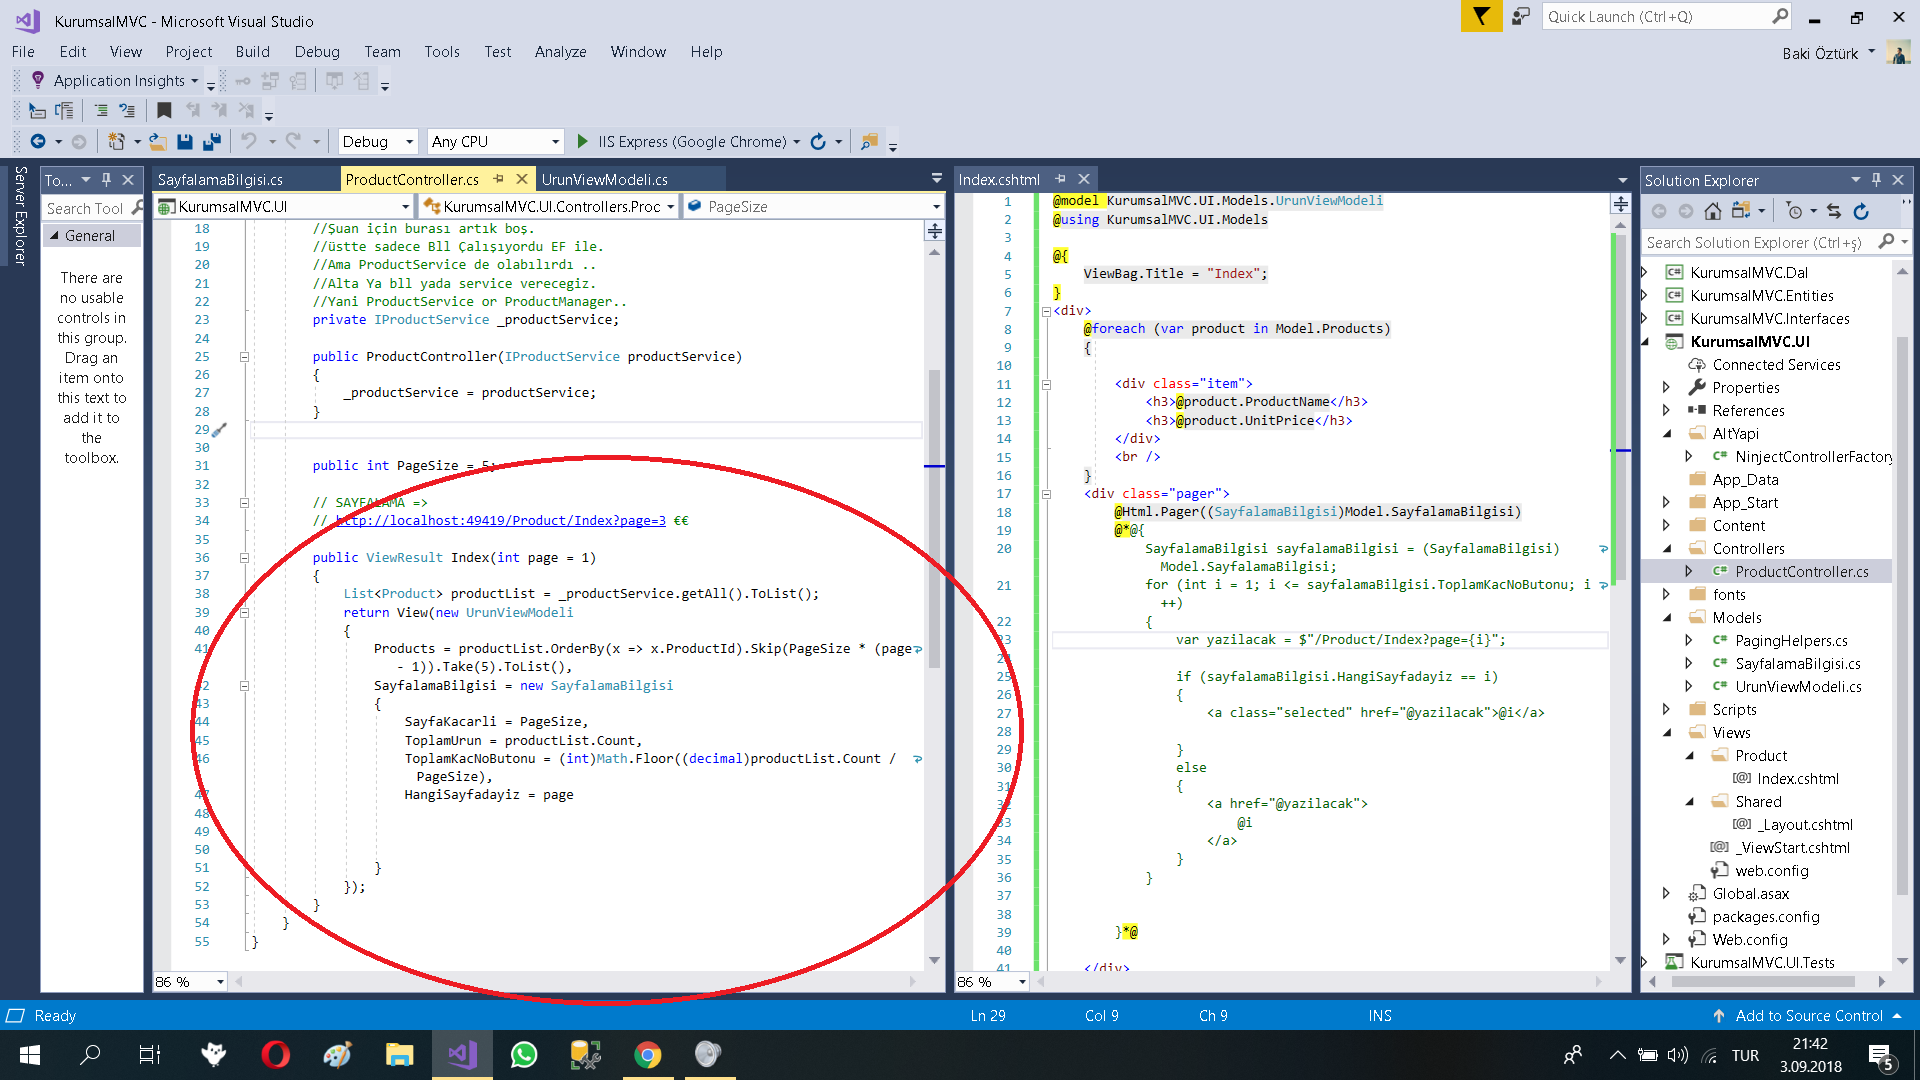 KurumsalMVC - Microsoft Visual Studio
Quick Launch (Ctrl+Q)
File Edit View Project Build Debug Team Tools Test Analyze Window Help
Baki Öztürk
Application Insights
Debug Any CPU IIS Express (Google Chrome)
Server Explorer
To...
Search Tool
General
There are
no usable
controls in
this group.
Drag an
item onto
this text to
add it to
the
toolbox.
SayfalamaBilgisi.cs ProductController.cs UrunViewModeli.cs
KurumsalMVC.UI KurumsalMVC.UI.Controllers.Proc PageSize
18 //Şuan için burası artık boş.
19 //üstte sadece Bll Çalışıyordu EF ile.
20 //Ama ProductService de olabilirdi ..
21 //Alta Ya bll yada service verecegiz.
22 //Yani ProductService or ProductManager..
23 private IProductService _productService;
24
25 public ProductController(IProductService productService)
26 {
27 _productService = productService;
28 }
29
30
31 public int PageSize = 5;
32
33 // SAYFALAMA =>
34 // http://localhost:49419/Product/Index?page=3 €€
35
36 public ViewResult Index(int page = 1)
37 {
38 List<Product> productList = _productService.getAll().ToList();
39 return View(new UrunViewModeli
40 {
41 Products = productList.OrderBy(x => x.ProductId).Skip(PageSize * (page
- 1)).Take(5).ToList(),
42 SayfalamaBilgisi = new SayfalamaBilgisi
43 {
44 SayfaKacarli = PageSize,
45 ToplamUrun = productList.Count,
46 ToplamKacNoButonu = (int)Math.Floor((decimal)productList.Count /
PageSize),
47 HangiSayfadayiz = page
48
49
50
51 }
52 });
53 }
54 }
55 }
86 %
Index.cshtml
1 @model KurumsalMVC.UI.Models.UrunViewModeli
2 @using KurumsalMVC.UI.Models
3
4 @{
5 ViewBag.Title = "Index";
6 }
7 <div>
8 @foreach (var product in Model.Products)
9 {
10
11 <div class="item">
12 <h3>@product.ProductName</h3>
13 <h3>@product.UnitPrice</h3>
14 </div>
15 <br />
16 }
17 <div class="pager">
18 @Html.Pager((SayfalamaBilgisi)Model.SayfalamaBilgisi)
19 @*@{
20 SayfalamaBilgisi sayfalamaBilgisi = (SayfalamaBilgisi)
Model.SayfalamaBilgisi;
21 for (int i = 1; i <= sayfalamaBilgisi.ToplamKacNoButonu; i
++)
22 {
23 var yazilacak = $"/Product/Index?page={i}";
24
25 if (sayfalamaBilgisi.HangiSayfadayiz == i)
26 {
27 <a class="selected" href="@yazilacak">@i</a>
28
29 }
30 else
31 {
32 <a href="@yazilacak">
33 @i
34 </a>
35 }
36 }
37
38
39 }*@
40
41 </div>
86 %
Solution Explorer
Search Solution Explorer (Ctrl+ş)
KurumsalMVC.Dal
KurumsalMVC.Entities
KurumsalMVC.Interfaces
KurumsalMVC.UI
Connected Services
Properties
References
AltYapi
NinjectControllerFactory
App_Data
App_Start
Content
Controllers
ProductController.cs
fonts
Models
PagingHelpers.cs
SayfalamaBilgisi.cs
UrunViewModeli.cs
Scripts
Views
Product
Index.cshtml
Shared
_Layout.cshtml
_ViewStart.cshtml
web.config
Global.asax
packages.config
Web.config
KurumsalMVC.UI.Tests
Ready Ln 29 Col 9 Ch 9 INS Add to Source Control
TUR
21:42
3.09.2018
5